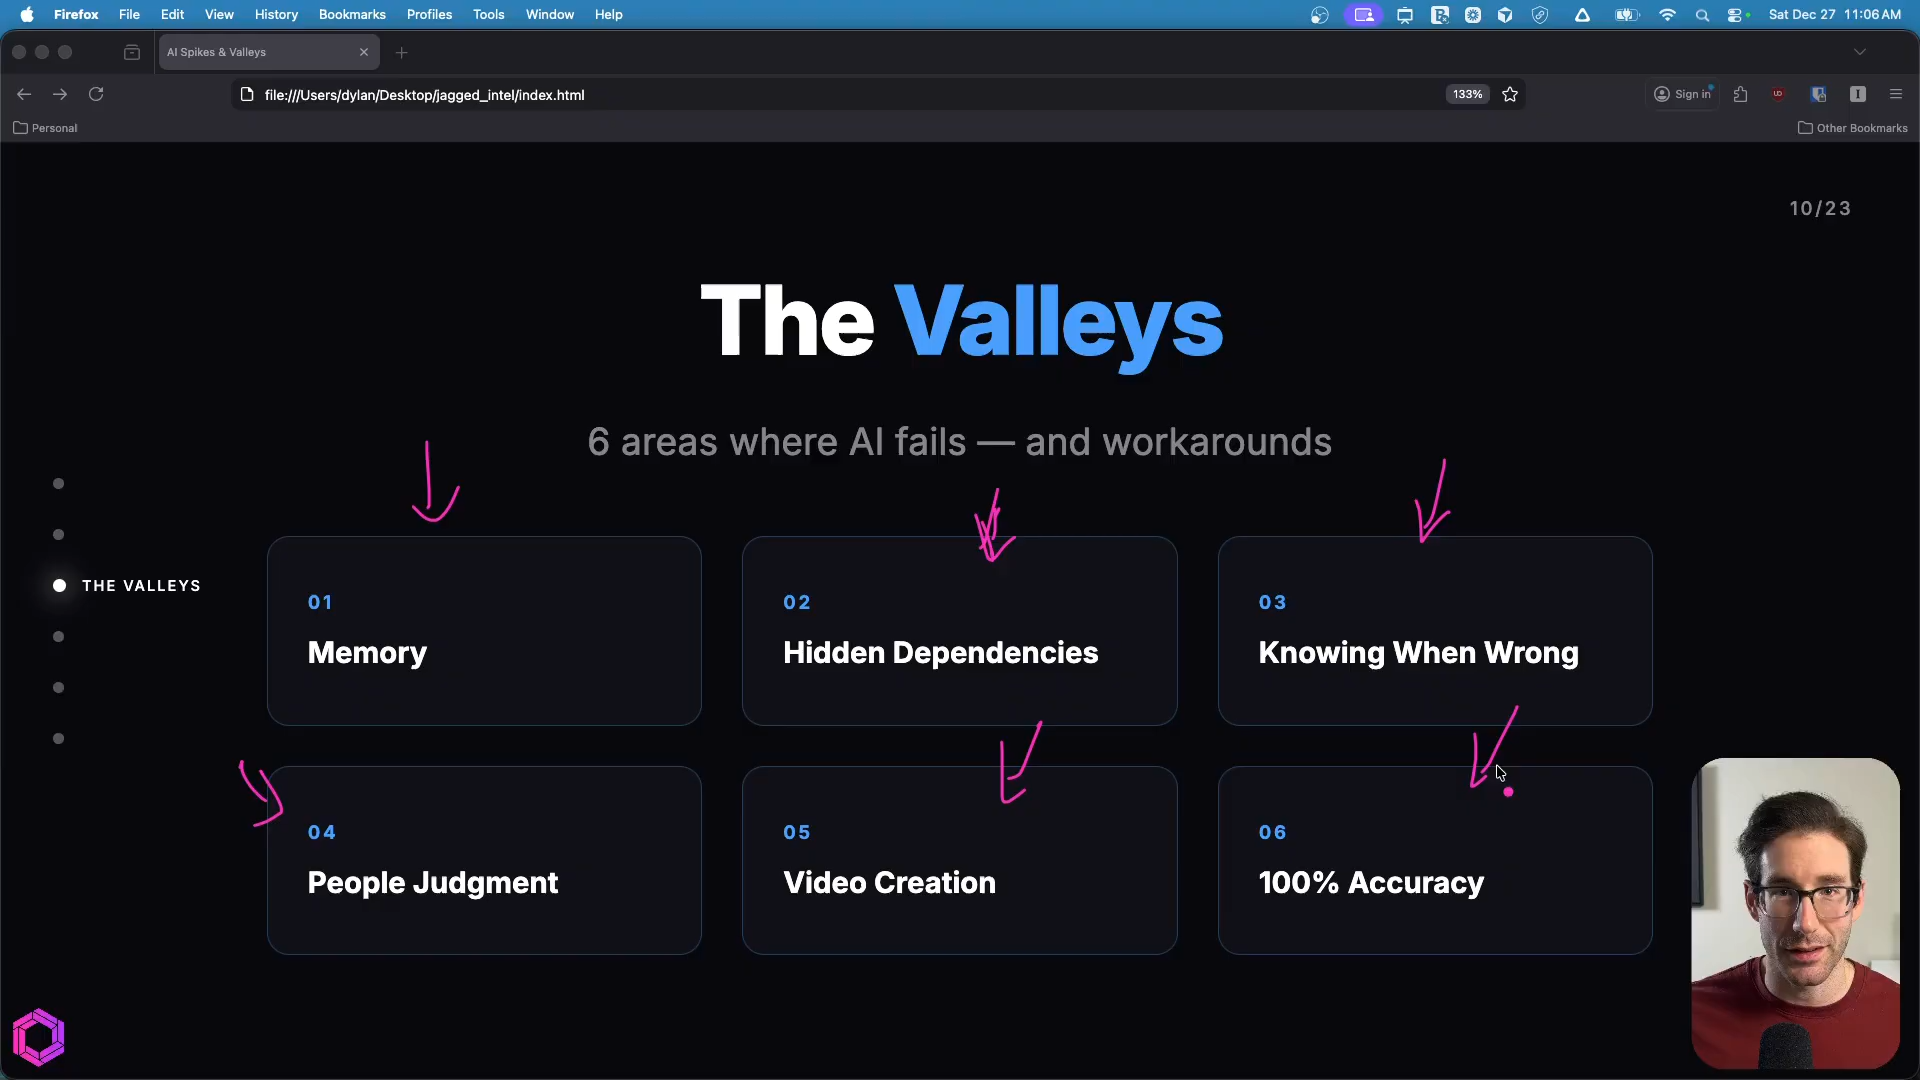 Firefox File Edit View History Bookmarks Profiles Tools Window Help Sat Dec 27 11:06 AM
AI Spikes & Valleys
file:///Users/dylan/Desktop/jagged_intel/index.html 133% Sign in
Personal Other Bookmarks
10/23
The Valleys
6 areas where AI fails — and workarounds
THE VALLEYS
01
Memory
02
Hidden Dependencies
03
Knowing When Wrong
04
People Judgment
05
Video Creation
06
100% Accuracy